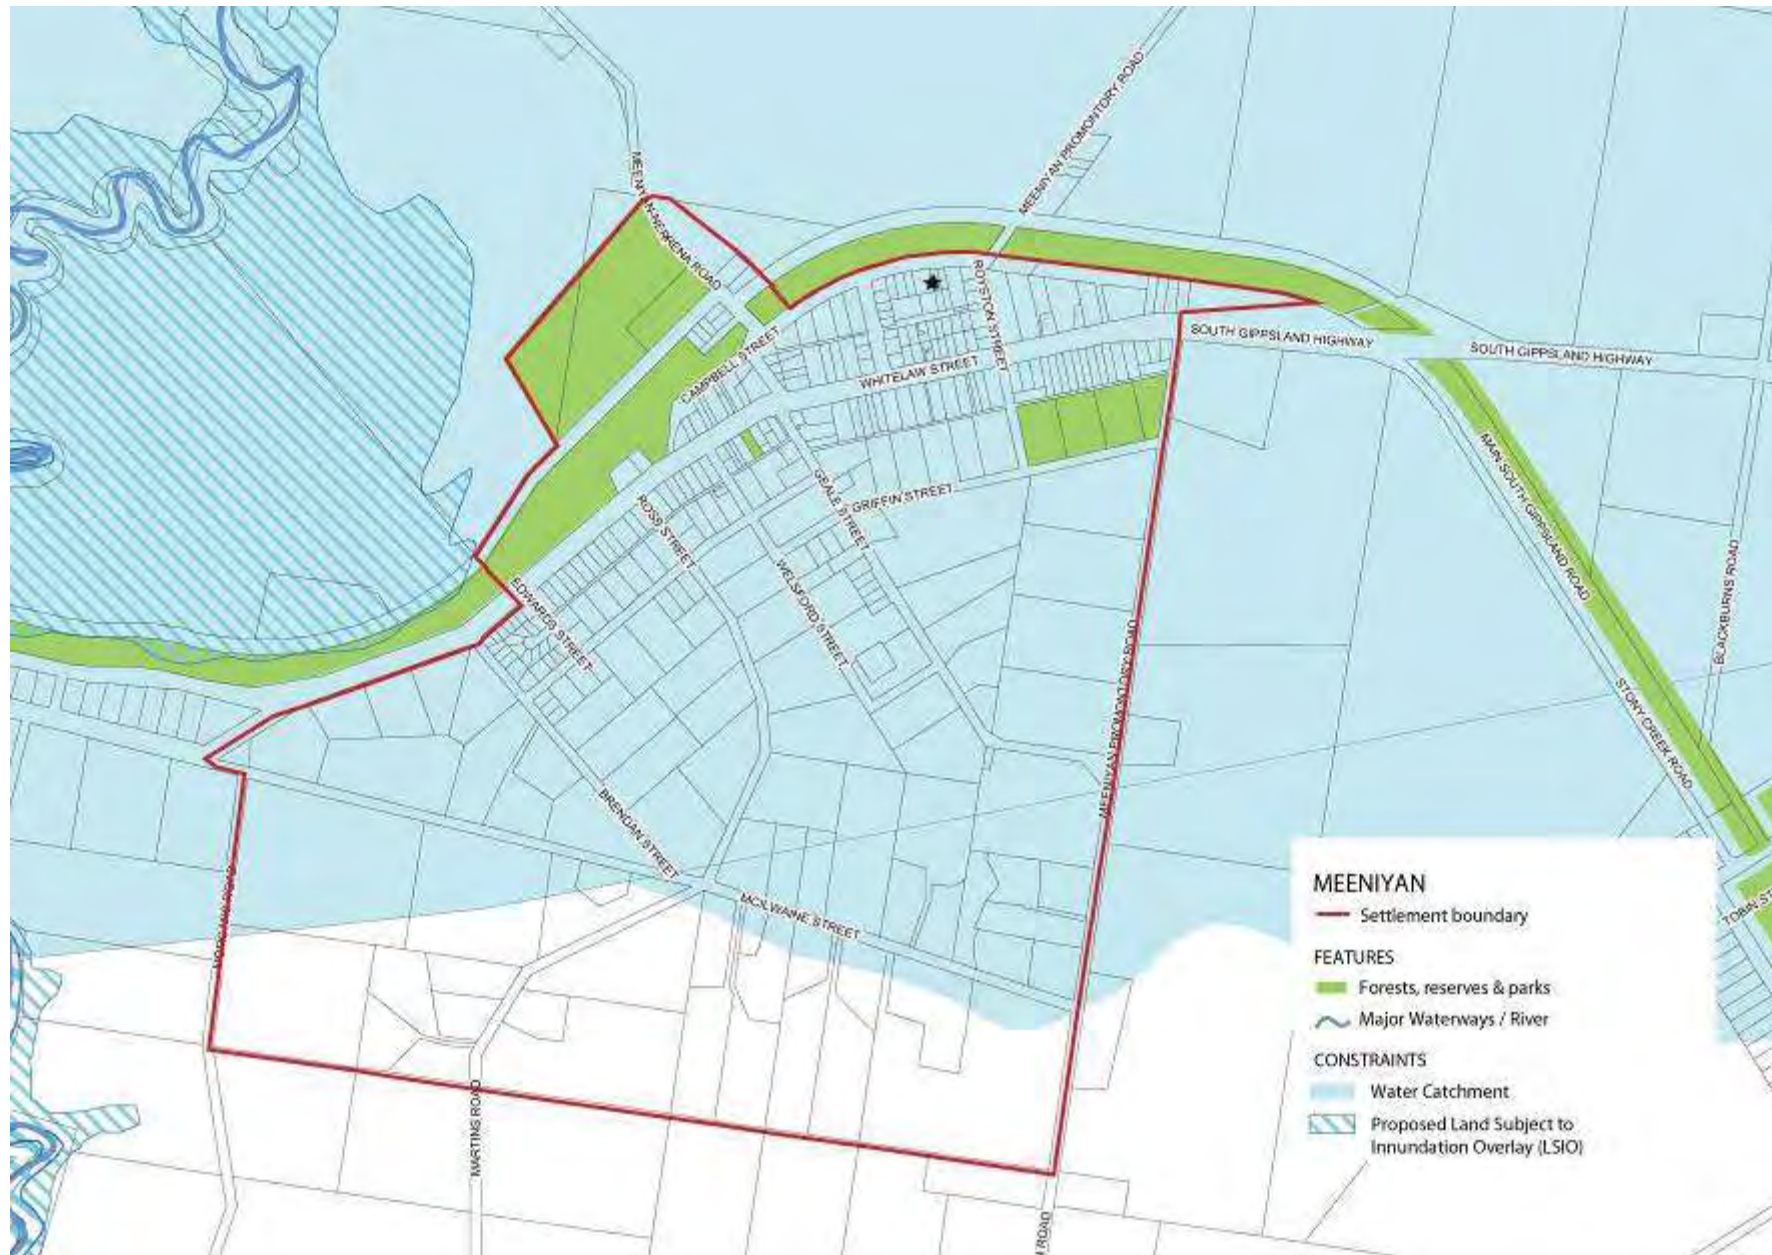 MEENIYAN PROMONTORY ROAD
MEENIYAN-NERRENA ROAD
ROYSTON STREET
CAMPBELL STREET
SOUTH GIPPSLAND HIGHWAY
SOUTH GIPPSLAND HIGHWAY
WHITELAW STREET
GEALE STREET
GRIFFIN STREET
ROSS STREET
MAIN SOUTH GIPPSLAND ROAD
EDWARDS STREET
WELSFORD STREET
BLACKBURNS ROAD
MEENIYAN PROMONTORY ROAD
STONY CREEK ROAD
BRENDAN STREET
MCILWAINE STREET
TOBIN ST
MARTINS ROAD
ROAD
MEENIYAN
Settlement boundary
FEATURES
Forests, reserves & parks
Major Waterways / River
CONSTRAINTS
Water Catchment
Proposed Land Subject to
Innundation Overlay (LSIO)